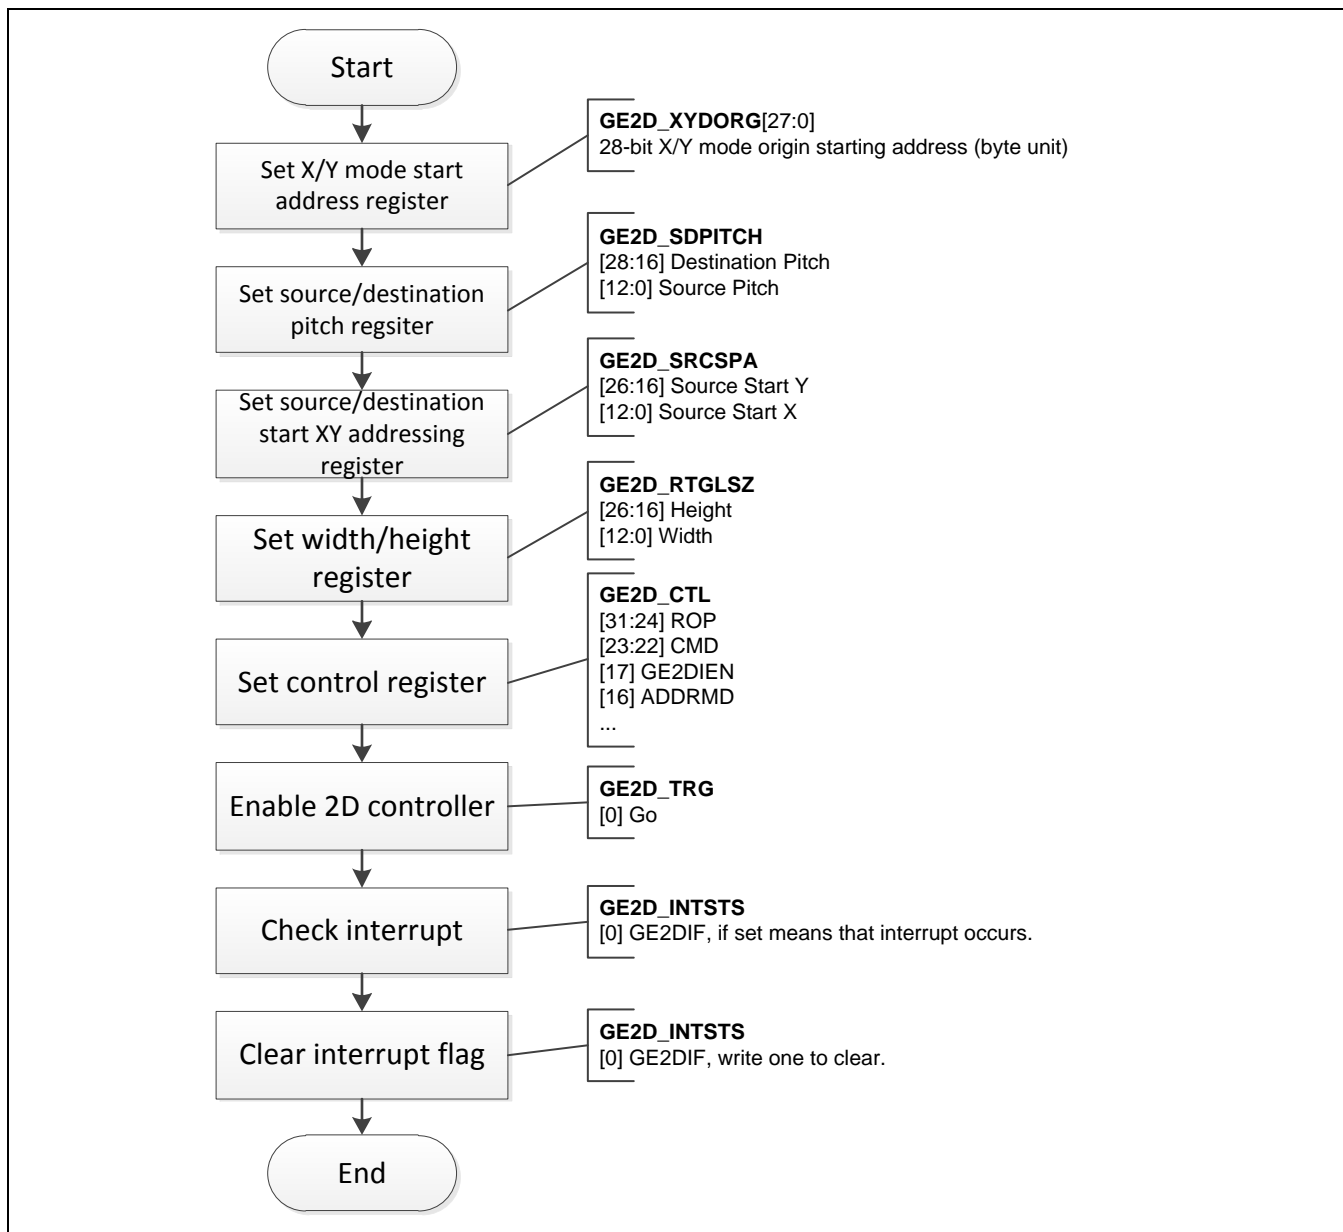 Start
GE2D_XYDORG[27:0]
28-bit X/Y mode origin starting address (byte unit)
Set X/Y mode start
address register
GE2D_SDPITCH
[28:16] Destination Pitch
[12:0] Source Pitch
Set source/destination
pitch regsiter
GE2D_SRCSPA
[26:16] Source Start Y
[12:0] Source Start X
Set source/destination
start XY addressing
register
GE2D_RTGLSZ
[26:16] Height
[12:0] Width
Set width/height
register
GE2D_CTL
[31:24] ROP
[23:22] CMD
[17] GE2DIEN
[16] ADDRMD
...
Set control register
GE2D_TRG
[0] Go
Enable 2D controller
GE2D_INTSTS
[0] GE2DIF, if set means that interrupt occurs.
Check interrupt
GE2D_INTSTS
[0] GE2DIF, write one to clear.
Clear interrupt flag
End